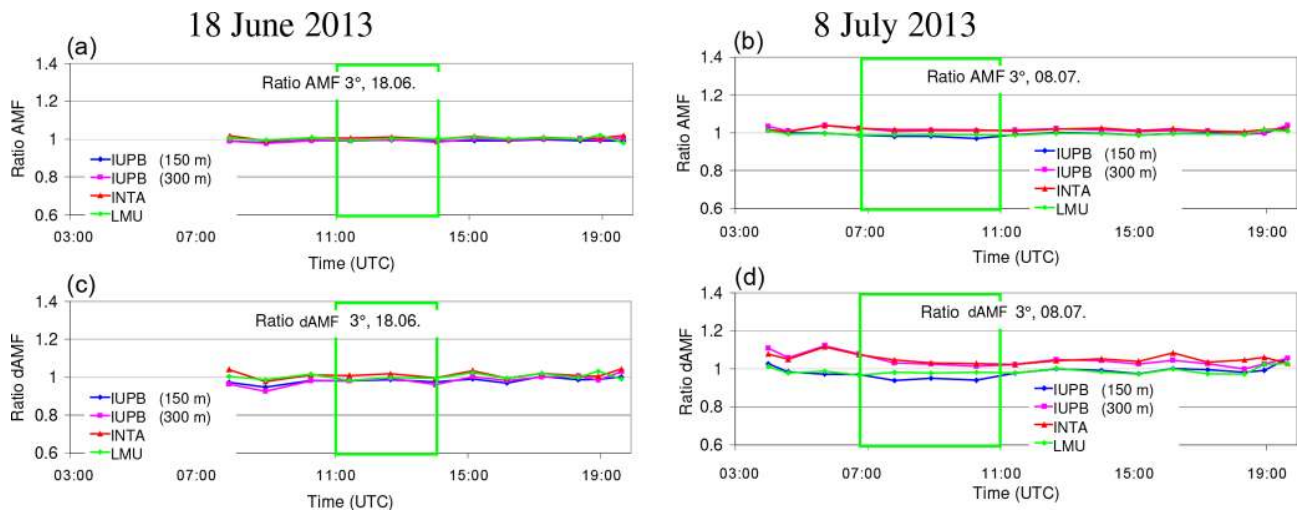 18 June 2013
8 July 2013
(a)
1.4
Ratio AMF 3°, 18.06.
1.2
1
0.8
0.6
Ratio AMF
IUPB (150 m)
IUPB (300 m)
INTA
LMU
03:00 07:00 11:00 15:00 19:00
Time (UTC)
(b)
1.4
Ratio AMF 3°, 08.07.
1.2
1
0.8
0.6
Ratio AMF
IUPB (150 m)
IUPB (300 m)
INTA
LMU
03:00 07:00 11:00 15:00 19:00
Time (UTC)
(c)
1.4
Ratio dAMF 3°, 18.06.
1.2
1
0.8
0.6
Ratio dAMF
IUPB (150 m)
IUPB (300 m)
INTA
LMU
03:00 07:00 11:00 15:00 19:00
Time (UTC)
(d)
1.4
Ratio dAMF 3°, 08.07.
1.2
1
0.8
0.6
Ratio dAMF
IUPB (150 m)
IUPB (300 m)
INTA
LMU
03:00 07:00 11:00 15:00 19:00
Time (UTC)